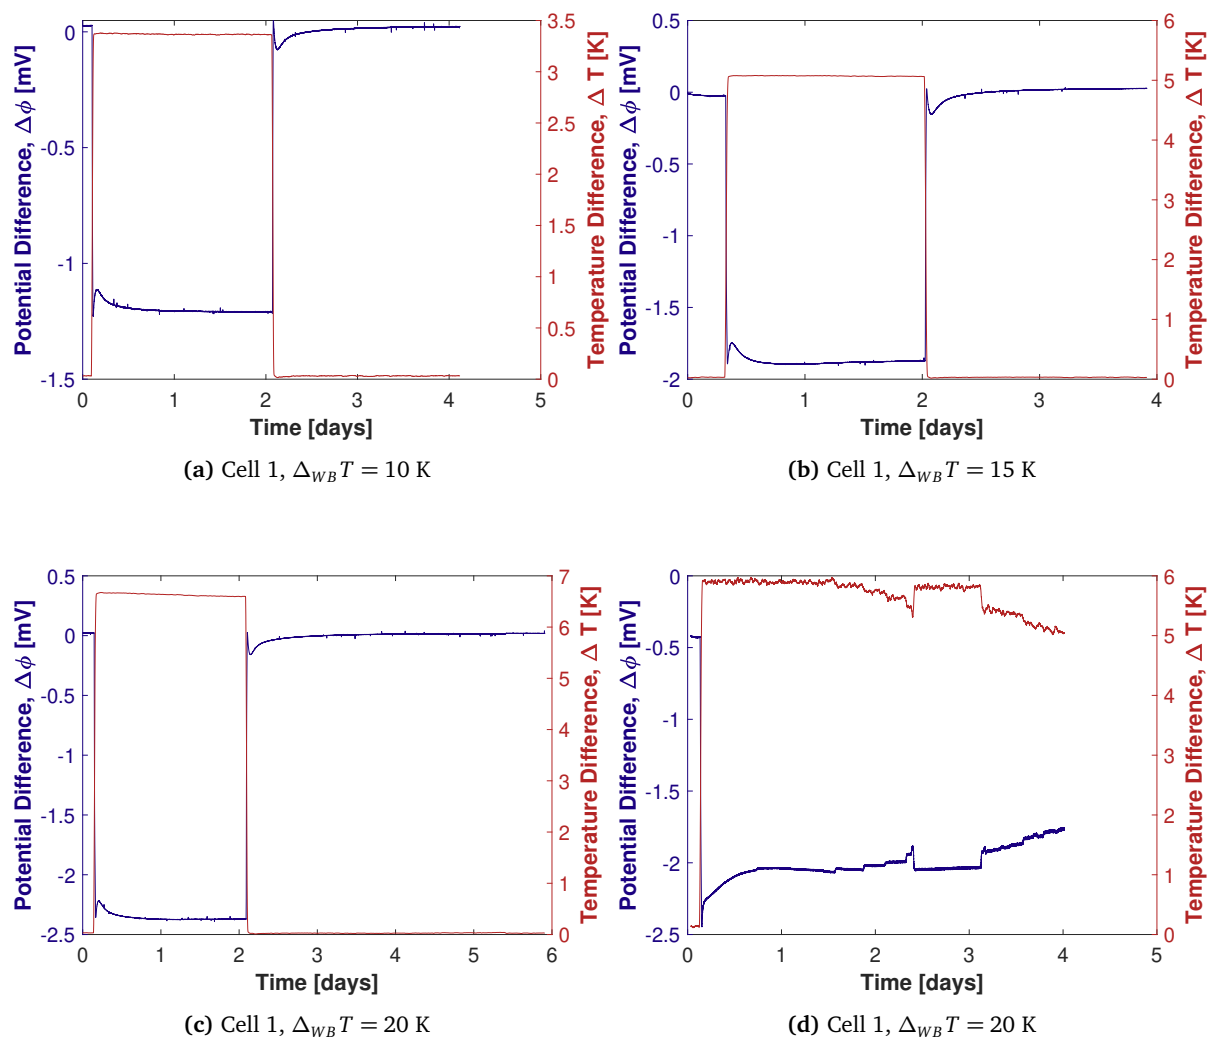 0
-0.5
-1
-1.5
Potential Difference, Δϕ [mV]
3.5
3
2.5
2
1.5
1
0.5
0
Temperature Difference, Δ T [K]
0 1 2 3 4 5
Time [days]
(a) Cell 1, Δ_WB T = 10 K
0.5
0
-0.5
-1
-1.5
-2
Potential Difference, Δϕ [mV]
6
5
4
3
2
1
0
Temperature Difference, Δ T [K]
0 1 2 3 4
Time [days]
(b) Cell 1, Δ_WB T = 15 K
0.5
0
-0.5
-1
-1.5
-2
-2.5
Potential Difference, Δϕ [mV]
7
6
5
4
3
2
1
0
Temperature Difference, Δ T [K]
0 1 2 3 4 5 6
Time [days]
(c) Cell 1, Δ_WB T = 20 K
0
-0.5
-1
-1.5
-2
-2.5
Potential Difference, Δϕ [mV]
6
5
4
3
2
1
0
Temperature Difference, Δ T [K]
0 1 2 3 4 5
Time [days]
(d) Cell 1, Δ_WB T = 20 K